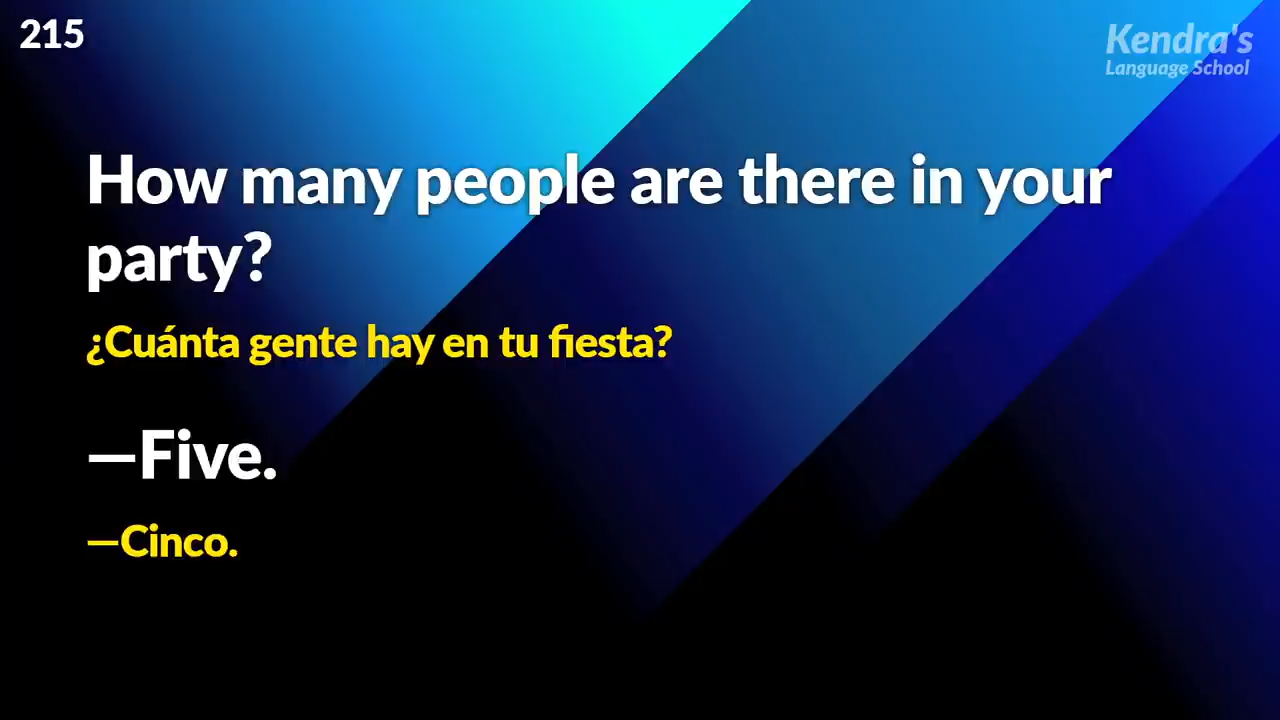 215
Kendra's
Language School
How many people are there in your
party?
¿Cuánta gente hay en tu fiesta?
—Five.
—Cinco.